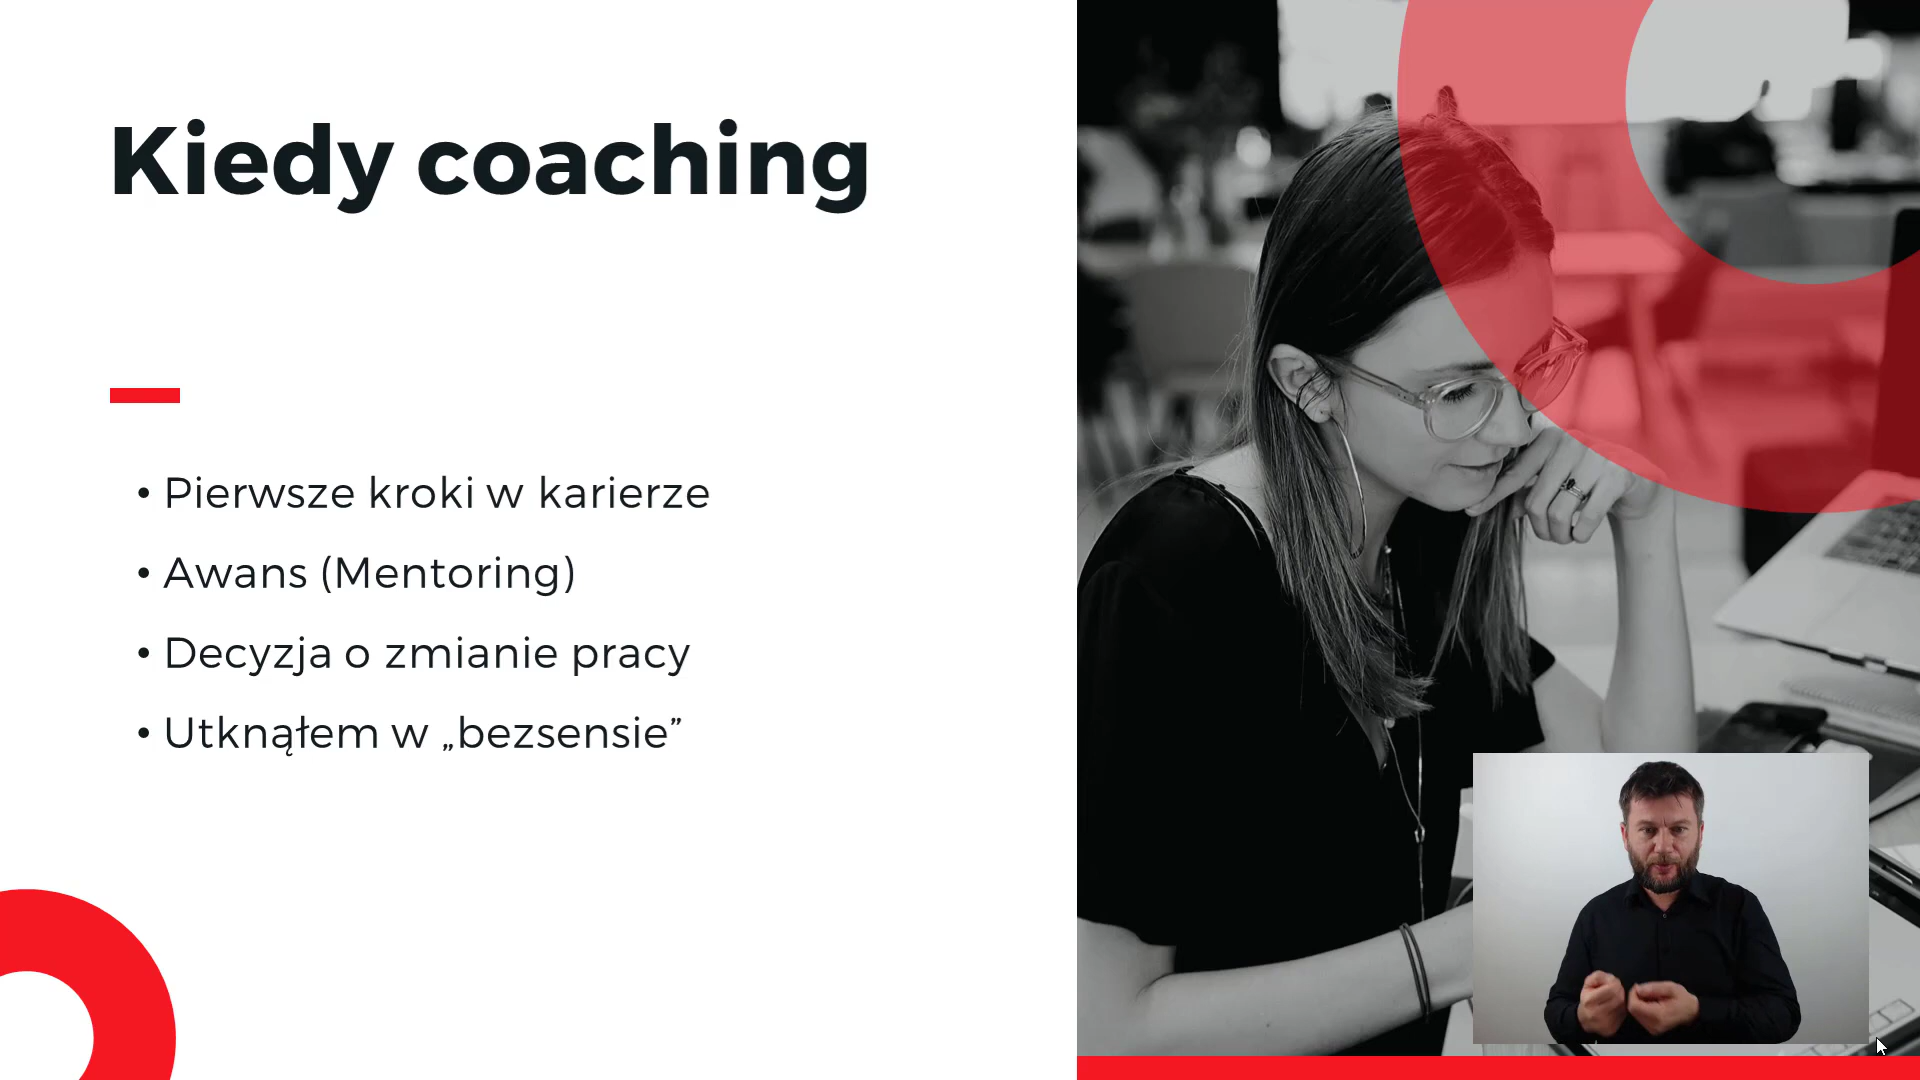 Kiedy coaching
• Pierwsze kroki w karierze
• Awans (Mentoring)
• Decyzja o zmianie pracy
• Utknąłem w „bezsensie”